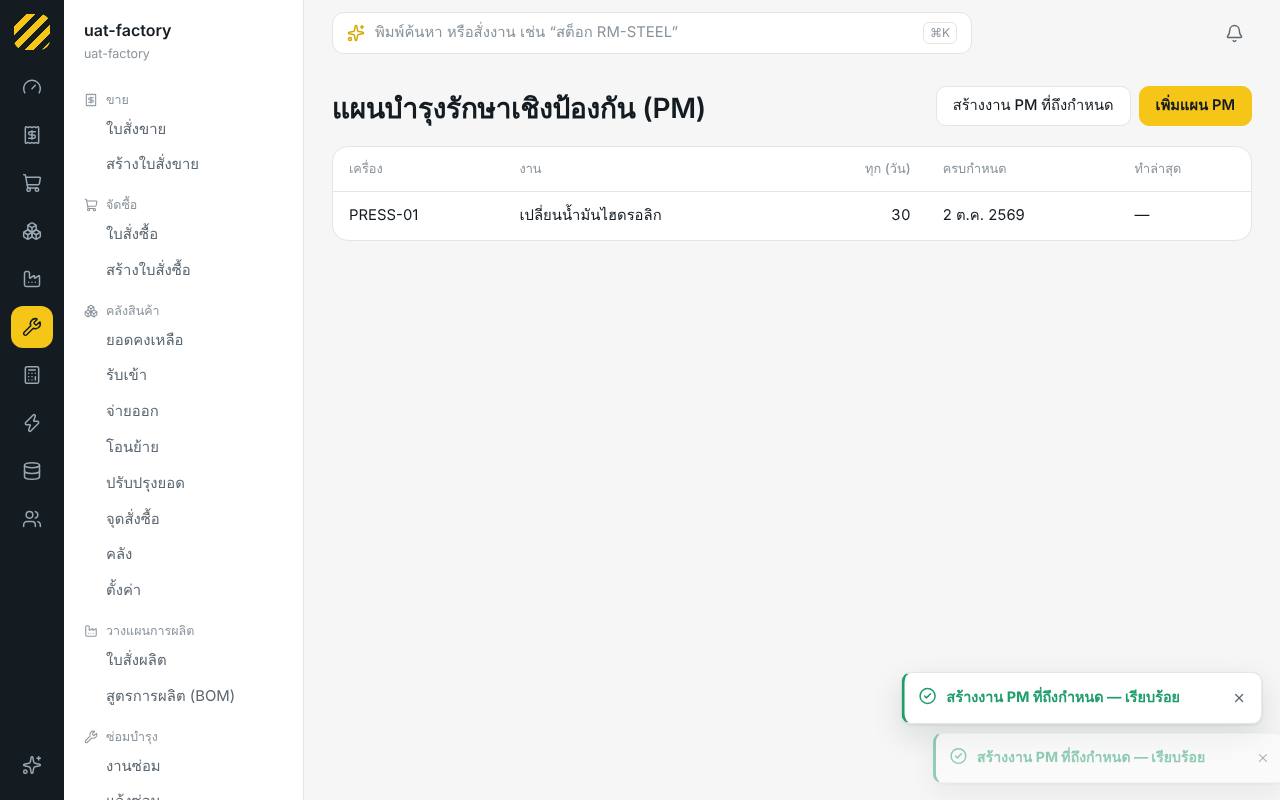 uat-factory
uat-factory
ขาย
ใบสั่งขาย
สร้างใบสั่งขาย
จัดซื้อ
ใบสั่งซื้อ
สร้างใบสั่งซื้อ
คลังสินค้า
ยอดคงเหลือ
รับเข้า
จ่ายออก
โอนย้าย
ปรับปรุงยอด
จุดสั่งซื้อ
คลัง
ตั้งค่า
วางแผนการผลิต
ใบสั่งผลิต
สูตรการผลิต (BOM)
ซ่อมบำรุง
งานซ่อม
แจ้งซ่อม
พิมพ์ค้นหา หรือสั่งงาน เช่น “สต็อก RM-STEEL” ⌘K
แผนบำรุงรักษาเชิงป้องกัน (PM)
สร้างงาน PM ที่ถึงกำหนด เพิ่มแผน PM
เครื่อง งาน ทุก (วัน) ครบกำหนด ทำล่าสุด
PRESS-01 เปลี่ยนน้ำมันไฮดรอลิก 30 2 ต.ค. 2569 —
สร้างงาน PM ที่ถึงกำหนด — เรียบร้อย
สร้างงาน PM ที่ถึงกำหนด — เรียบร้อย